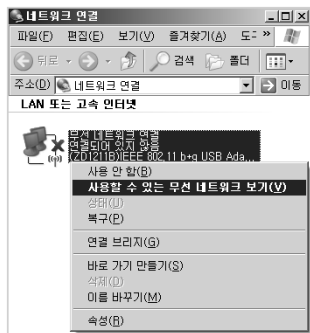 네트워크 연결
파일(F) 편집(E) 보기(V) 즐겨찾기(A) 도 »
뒤로 검색 폴더
주소(D) 네트워크 연결 이동
LAN 또는 고속 인터넷
무선 네트워크 연결
연결되어 있지 않음
(ZD1211B)IEEE 802.11 b+g USB Ada...
사용 안 함(B)
사용할 수 있는 무선 네트워크 보기(V)
상태(U)
복구(P)
연결 브리지(G)
바로 가기 만들기(S)
삭제(D)
이름 바꾸기(M)
속성(R)